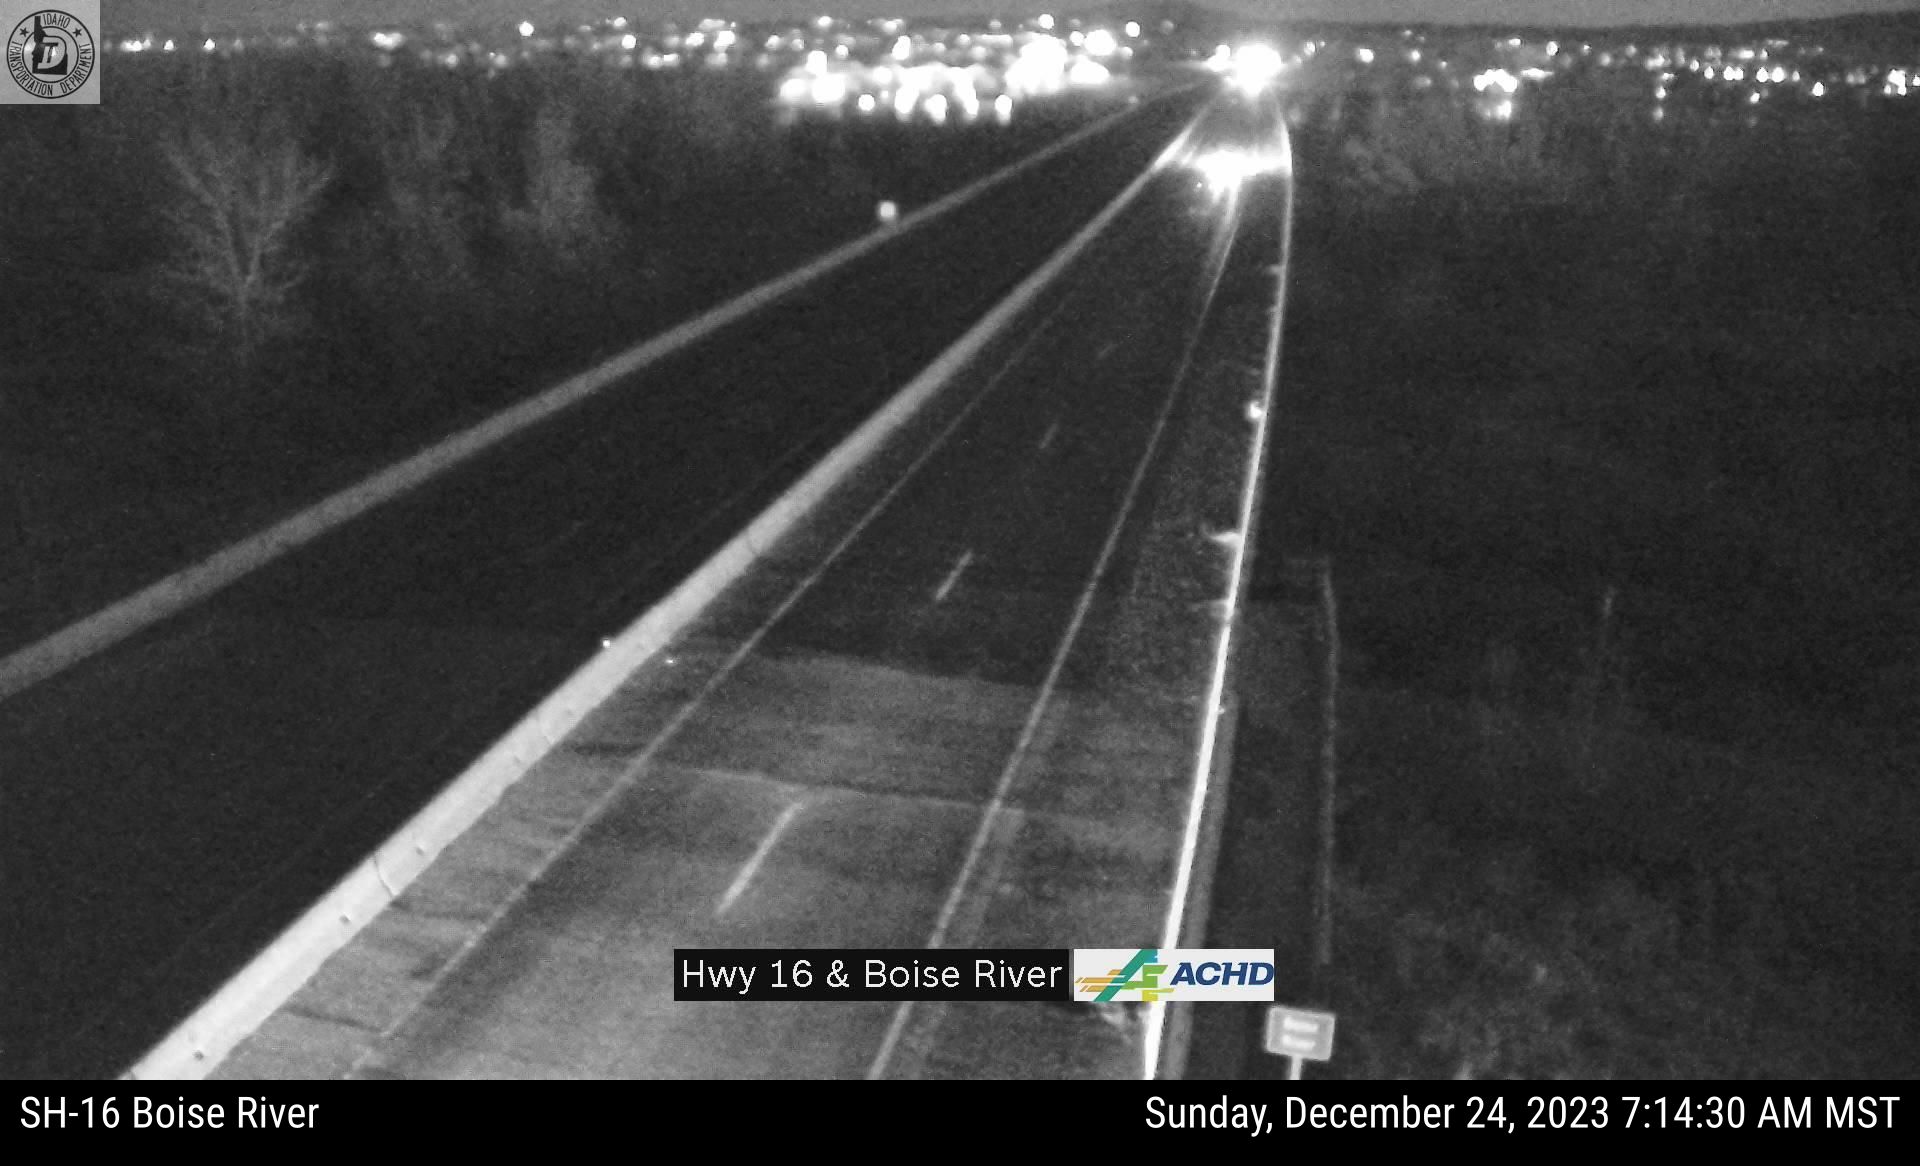 IDAHO
TRANSPORTATION DEPARTMENT
Hwy 16 & Boise River
ACHD
SH-16 Boise River
Sunday, December 24, 2023 7:14:30 AM MST